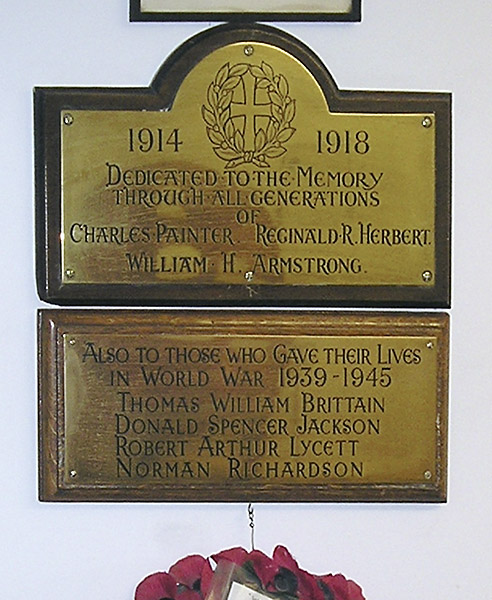 1914 1918
DEDICATED·TO·THE·MEMORY
THROUGH·ALL·GENERATIONS
OF
CHARLES·PAINTER. REGINALD·R.HERBERT.
WILLIAM·H. ARMSTRONG.
ALSO TO THOSE WHO GAVE THEIR LIVES
IN WORLD WAR 1939-1945
THOMAS WILLIAM BRITTAIN
DONALD SPENCER JACKSON
ROBERT ARTHUR LYCETT
NORMAN RICHARDSON